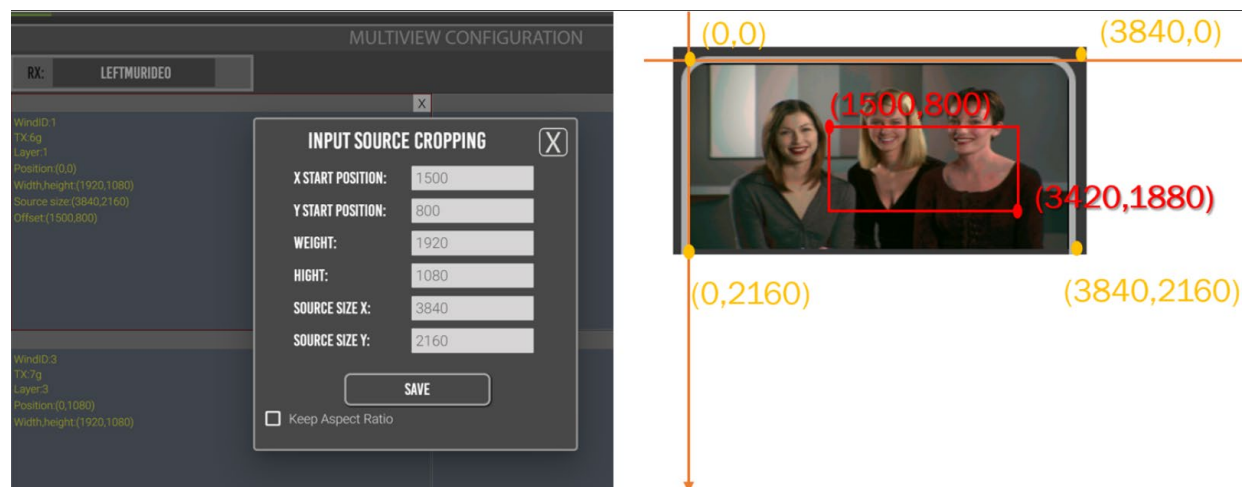 MULTIVIEW CONFIGURATION
RX: LEFTMURIDEO
X
WindID:1
TX:6g
Layer:1
Position:(0,0)
Width,height:(1920,1080)
Source size:(3840,2160)
Offset:(1500,800)
WindID:3
TX:7g
Layer:3
Position:(0,1080)
Width,height:(1920,1080)
INPUT SOURCE CROPPING X
X START POSITION: 1500
Y START POSITION: 800
WEIGHT: 1920
HIGHT: 1080
SOURCE SIZE X: 3840
SOURCE SIZE Y: 2160
SAVE
Keep Aspect Ratio
(0,0) (3840,0)
(1500,800)
(3420,1880)
(0,2160) (3840,2160)